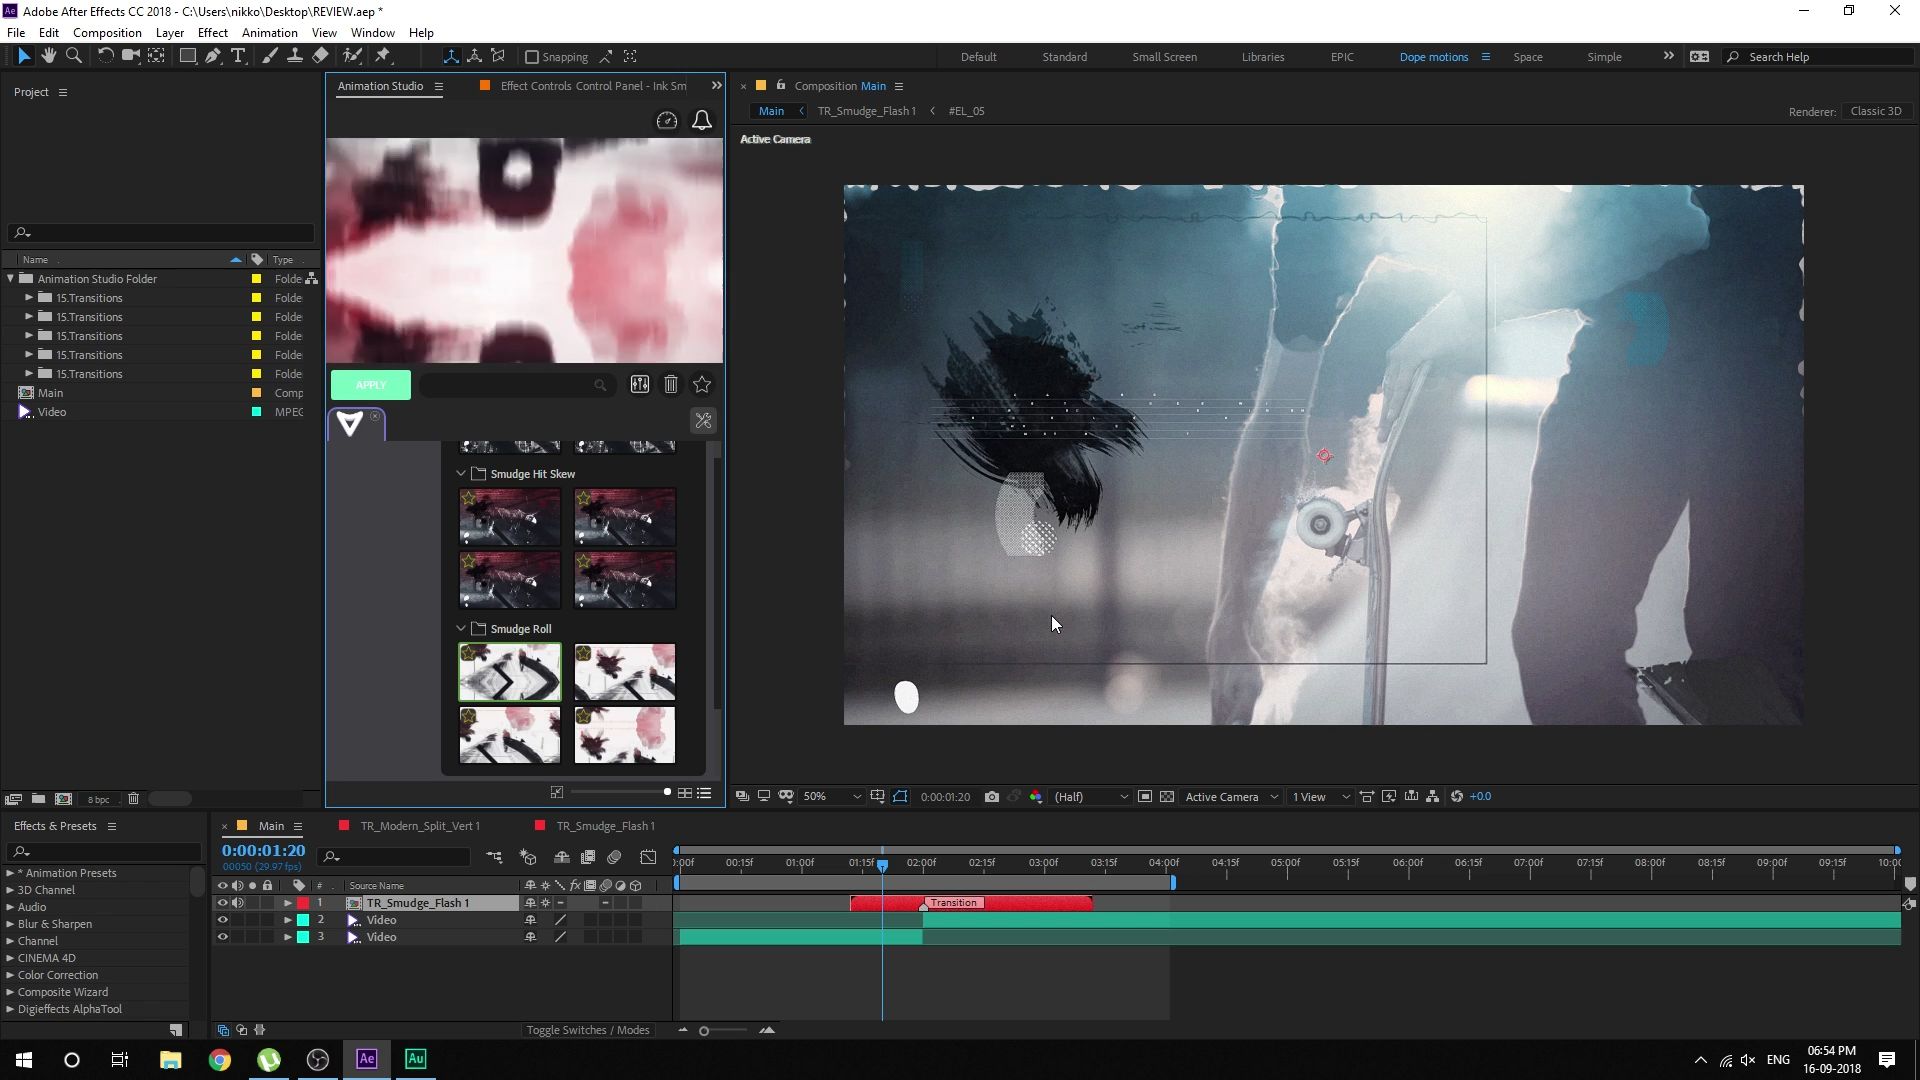 Adobe After Effects CC 2018 - C:\Users\nikko\Desktop\REVIEW.aep *
File Edit Composition Layer Effect Animation View Window Help
Snapping
Default Standard Small Screen Libraries EPIC Dope motions Space Simple Search Help
Project
Animation Studio
Effect Controls Control Panel - Ink Sm
Composition Main
Main TR_Smudge_Flash 1 #EL_05
Renderer: Classic 3D
Active Camera
Name Type
Animation Studio Folder Folde
15.Transitions Folde
15.Transitions Folde
15.Transitions Folde
15.Transitions Folde
15.Transitions Folde
Main Comp
Video MPEG
APPLY
Smudge Hit Skew
Smudge Roll
8 bpc
50% 0:00:01:20 (Half) Active Camera 1 View +0.0
Effects & Presets
* Animation Presets
3D Channel
Audio
Blur & Sharpen
Channel
CINEMA 4D
Color Correction
Composite Wizard
Digieffects AlphaTool
Main TR_Modern_Split_Vert 1 TR_Smudge_Flash 1
0:00:01:20
00050 (29.97 fps)
:00f 00:15f 01:00f 01:15f 02:00f 02:15f 03:00f 03:15f 04:00f 04:15f 05:00f 05:15f 06:00f 06:15f 07:00f 07:15f 08:00f 08:15f 09:00f 09:15f 10:00
# Source Name
1 TR_Smudge_Flash 1 Transition
2 Video
3 Video
Toggle Switches / Modes
Ae Au
ENG
06:54 PM
16-09-2018